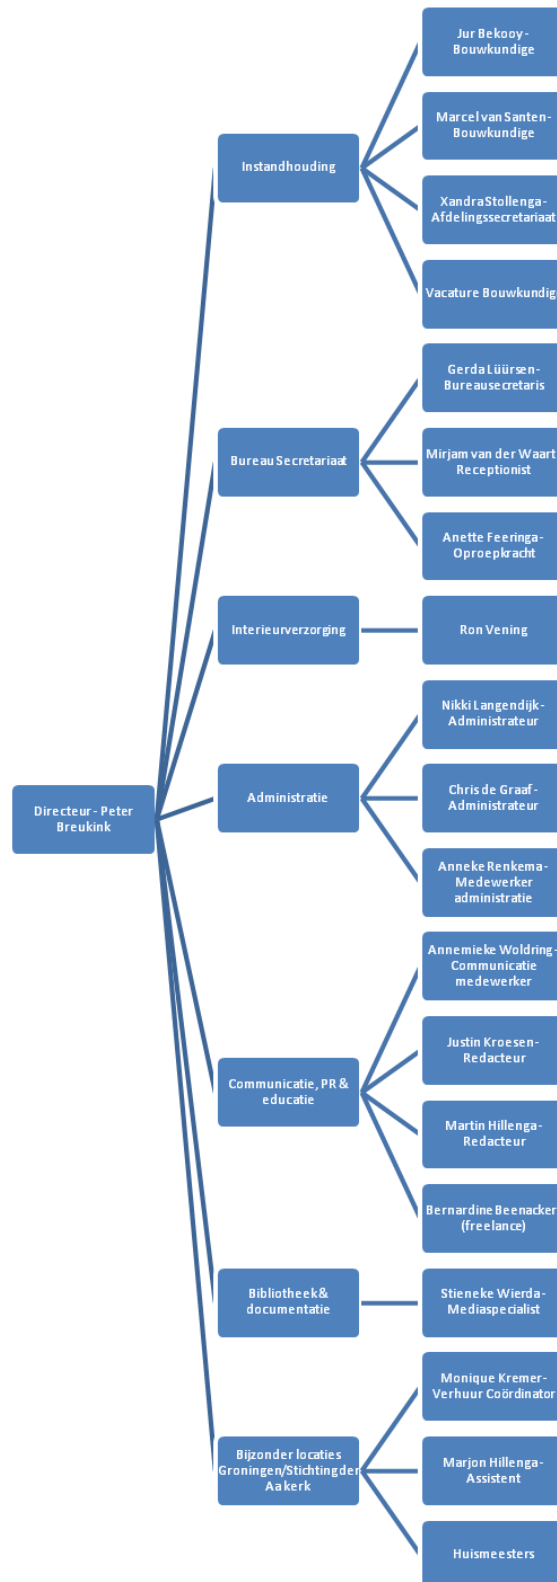 Directeur - Peter
Breukink
Instandhouding
Jur Bekooy -
Bouwkundige
Marcel van Santen-
Bouwkundige
Xandra Stollenga-
Afdelingssecretariaat
Vacature Bouwkundig
Bureau Secretariaat
Gerda Lüürsen-
Bureausecretaris
Mirjam van der Waart
Receptionist
Anette Feeringa-
Oproepkracht
Interieurverzorging
Ron Vening
Administratie
Nikki Langendijk-
Administrateur
Chris de Graaf-
Administrateur
Anneke Renkema-
Medewerker
administratie
Communicatie, PR &
educatie
Annemieke Woldring-
Communicatie
medewerker
Justin Kroesen-
Redacteur
Martin Hillenga-
Redacteur
Bernardine Beenacker
(freelance)
Bibliotheek &
documentatie
Stieneke Wierda-
Mediaspecialist
Bijzonder locaties
Groningen/Stichting der
Aa kerk
Monique Kremer-
Verhuur Coördinator
Marjon Hillenga-
Assistent
Huismeesters